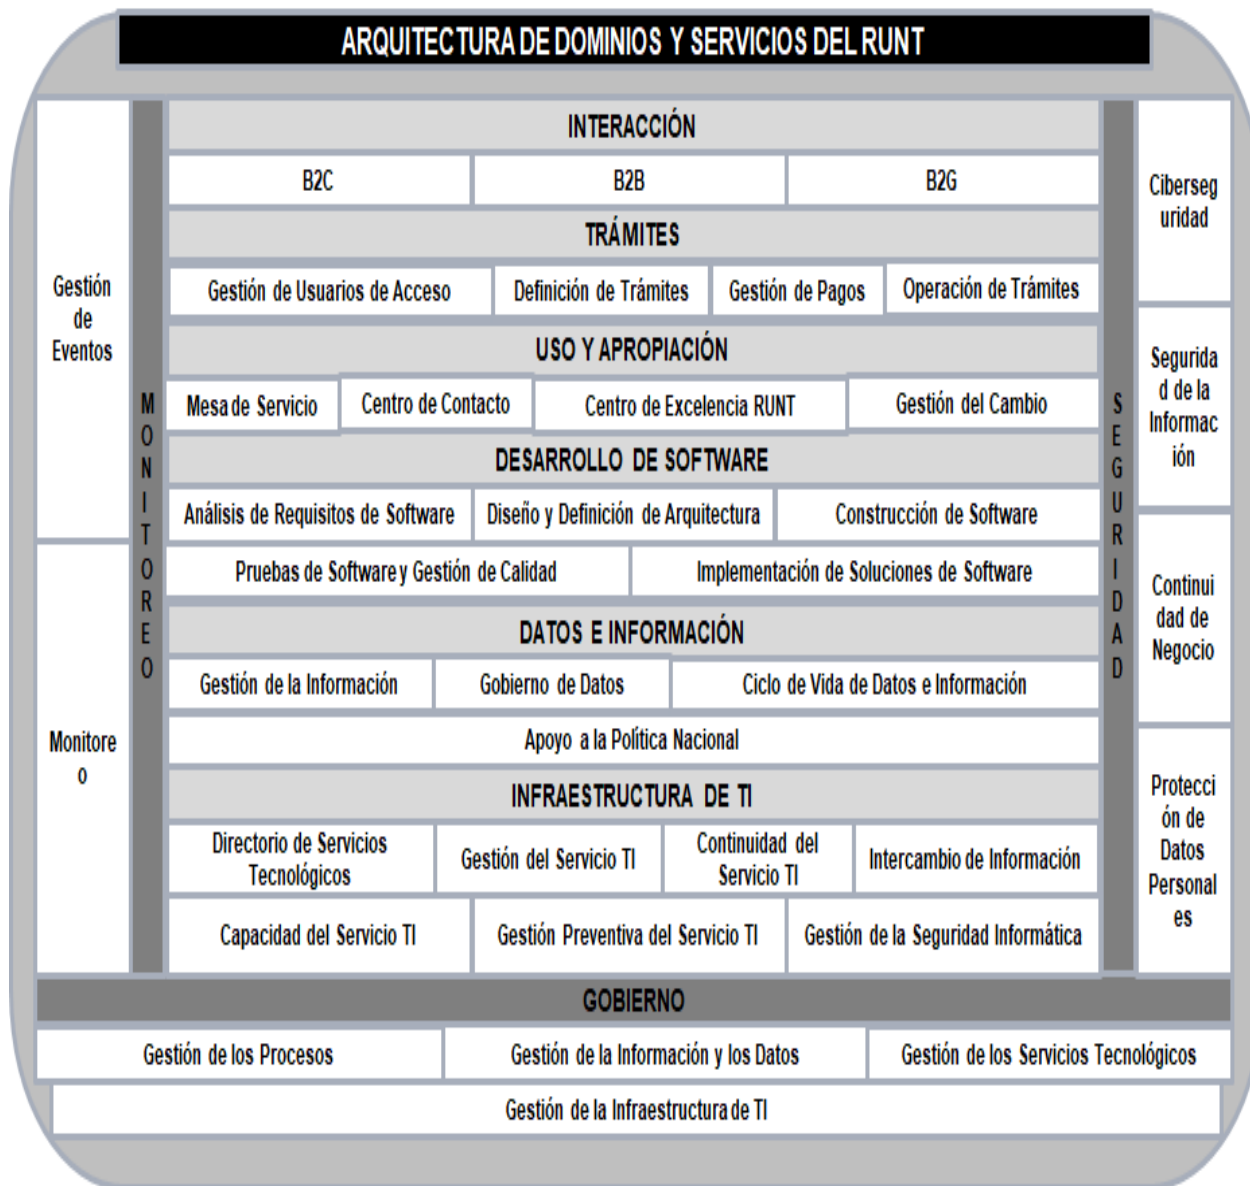 ARQUITECTURA DE DOMINIOS Y SERVICIOS DEL RUNT
Gestión
de
Eventos
Monitore
o
MONITOREO
INTERACCIÓN
B2C
B2B
B2G
TRÁMITES
Gestión de Usuarios de Acceso
Definición de Trámites
Gestión de Pagos
Operación de Trámites
USO Y APROPIACIÓN
Mesa de Servicio
Centro de Contacto
Centro de Excelencia RUNT
Gestión del Cambio
DESARROLLO DE SOFTWARE
Análisis de Requisitos de Software
Diseño y Definición de Arquitectura
Construcción de Software
Pruebas de Software y Gestión de Calidad
Implementación de Soluciones de Software
DATOS E INFORMACIÓN
Gestión de la Información
Gobierno de Datos
Ciclo de Vida de Datos e Información
Apoyo a la Política Nacional
INFRAESTRUCTURA DE TI
Directorio de Servicios
Tecnológicos
Gestión del Servicio TI
Continuidad del
Servicio TI
Intercambio de Información
Capacidad del Servicio TI
Gestión Preventiva del Servicio TI
Gestión de la Seguridad Informática
SEGURIDAD
Ciberseg
uridad
Segurida
d de la
Informac
ión
Continui
dad de
Negocio
Protecci
ón de
Datos
Personal
es
GOBIERNO
Gestión de los Procesos
Gestión de la Información y los Datos
Gestión de los Servicios Tecnológicos
Gestión de la Infraestructura de TI